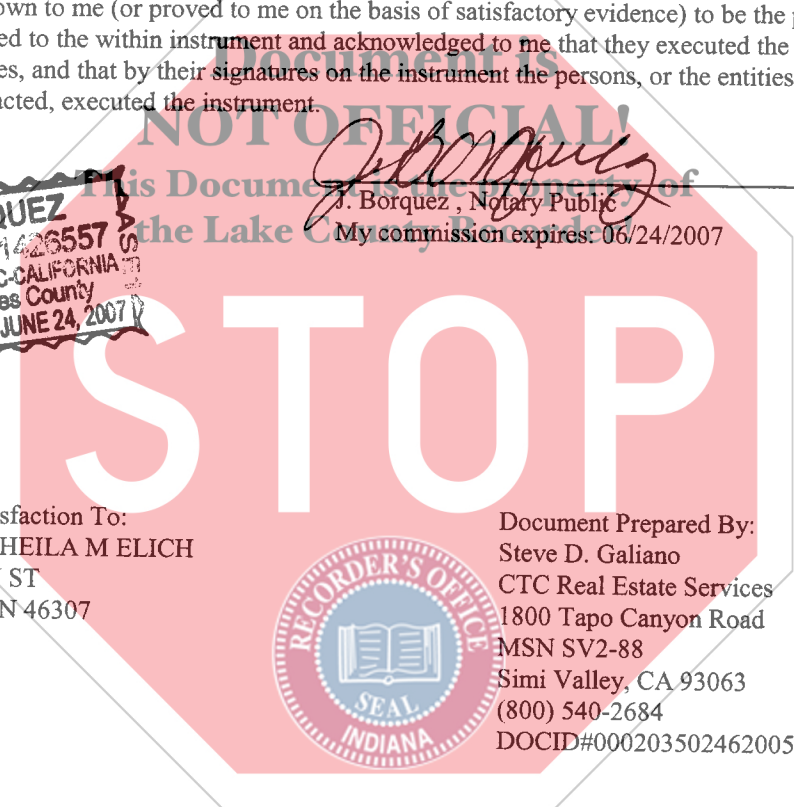 own to me (or proved to me on the basis of satisfactory evidence) to be the
ed to the within instrument and acknowledged to me that they executed the
es, and that by their signatures on the instrument the persons, or the entities
acted, executed the instrument.
Document is
NOT OFFICIAL!
This Document is the property of
the Lake County Recorder!
J. Borquez , Notary Public
My commission expires: 06/24/2007
QUEZ
1426557
C-CALIFORNIA
es County
JUNE 24, 2007
STOP
sfaction To:
HEILA M ELICH
ST
N 46307
Document Prepared By:
Steve D. Galiano
CTC Real Estate Services
1800 Tapo Canyon Road
MSN SV2-88
Simi Valley, CA 93063
(800) 540-2684
DOCID#000203502462005
RECORDER'S OFFICE
SEAL
INDIANA